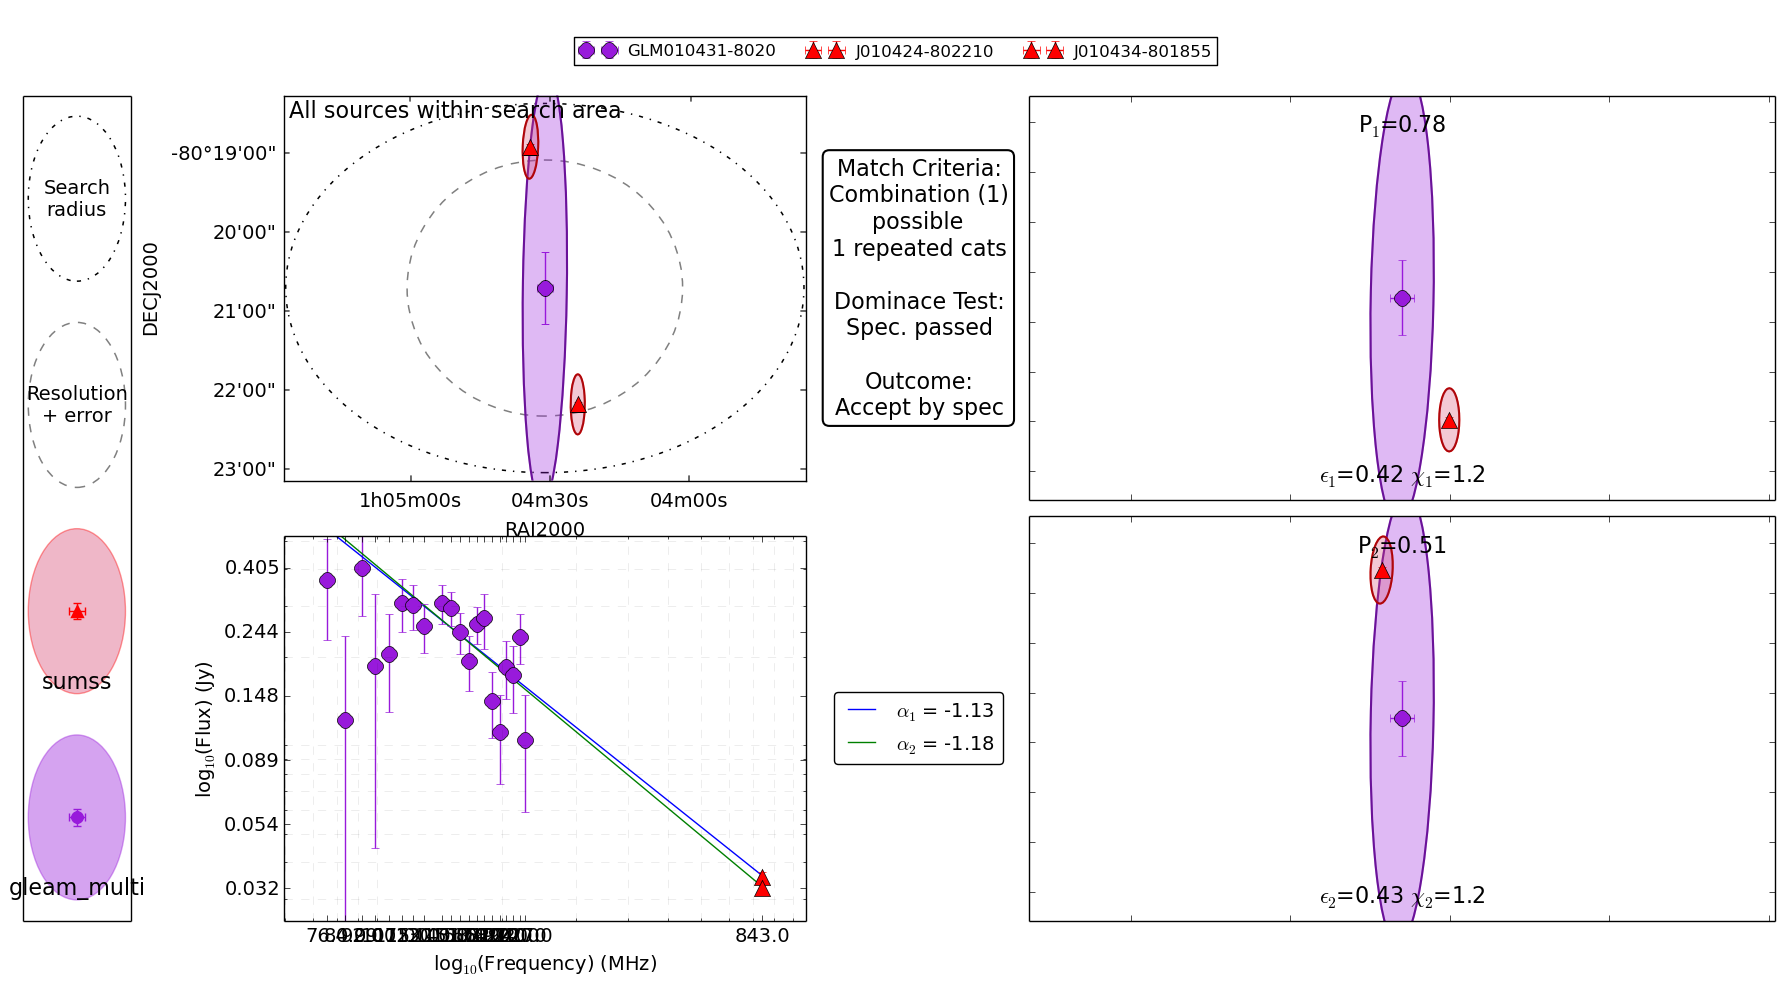 GLM010431-8020
J010424-802210
J010434-801855
Search
radius
Resolution
+ error
sumss
gleam_multi
All sources within search area
DECJ2000
-80°19'00"
20'00"
21'00"
22'00"
23'00"
1h05m00s
04m30s
04m00s
RAJ2000
Match Criteria:
Combination (1)
possible
1 repeated cats
Dominace Test:
Spec. passed
Outcome:
Accept by spec
P1=0.78
ϵ1=0.42 χ1=1.2
P2=0.51
ϵ2=0.43 χ2=1.2
log10(Flux) (Jy)
0.405
0.244
0.148
0.089
0.054
0.032
843.0
log10(Frequency) (MHz)
α1 = -1.13
α2 = -1.18